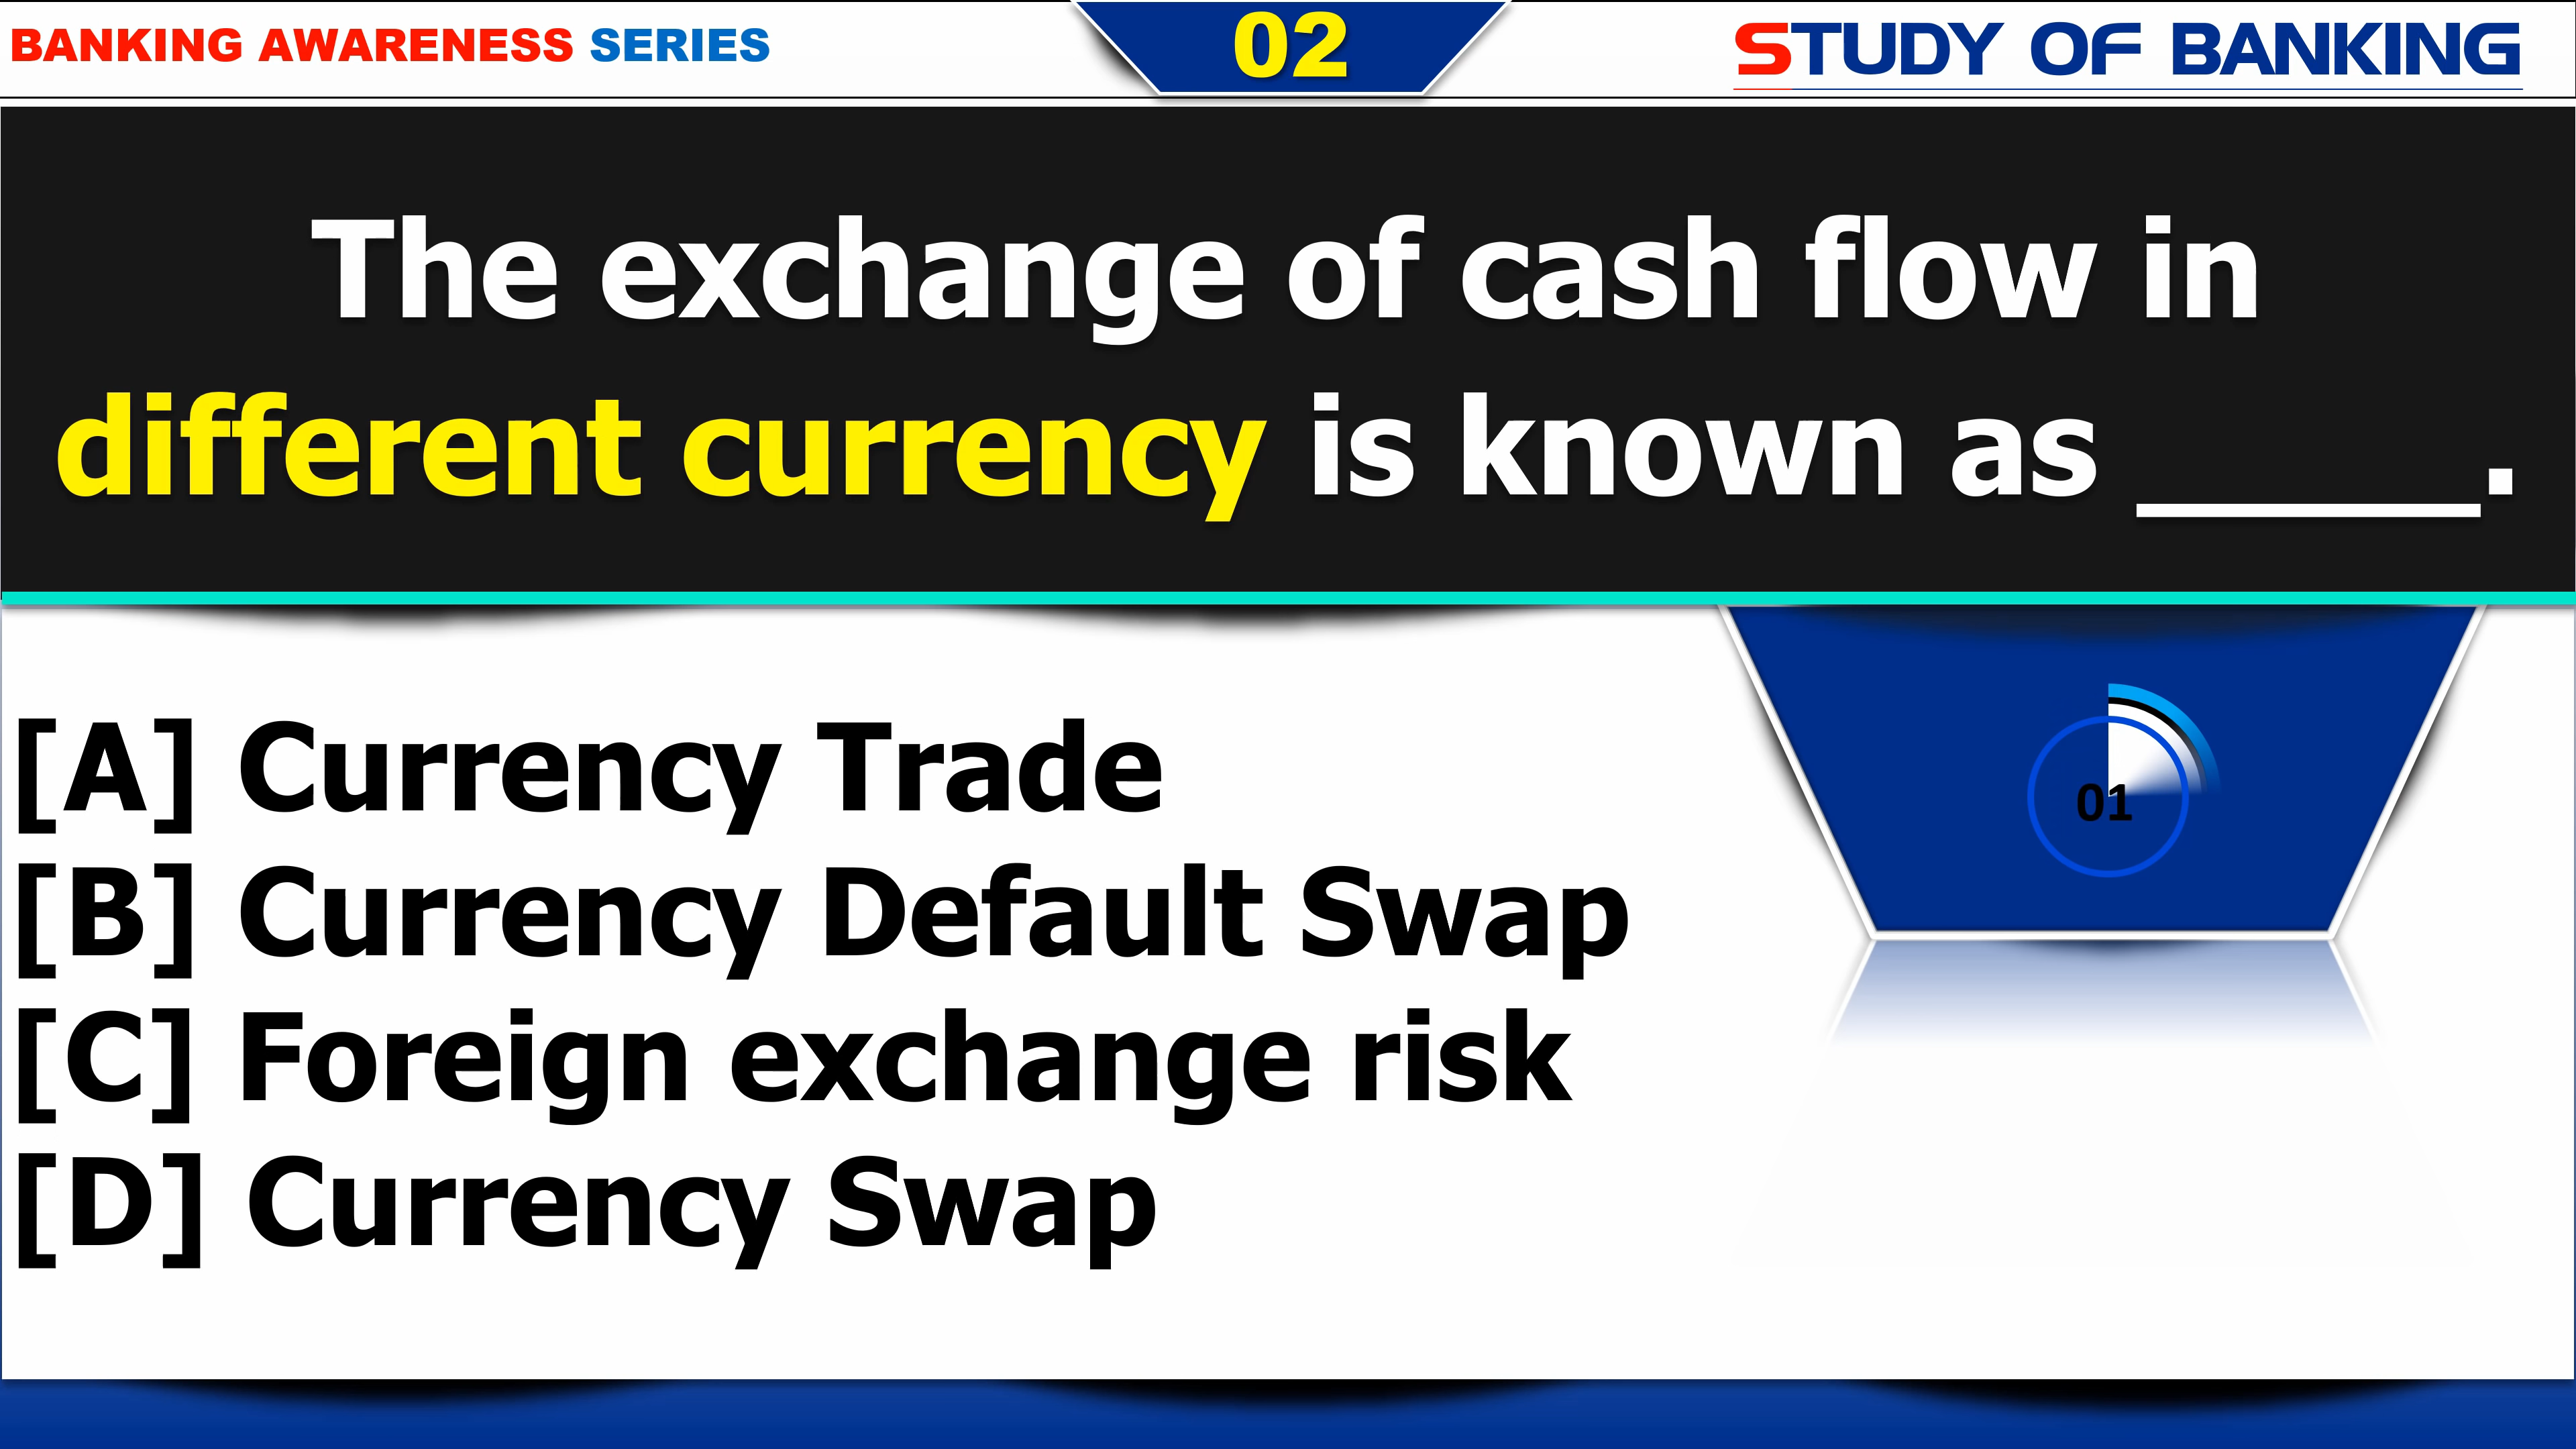 BANKING AWARENESS SERIES
02
STUDY OF BANKING
The exchange of cash flow in
different currency is known as _____.
[A] Currency Trade
[B] Currency Default Swap
[C] Foreign exchange risk
[D] Currency Swap
01